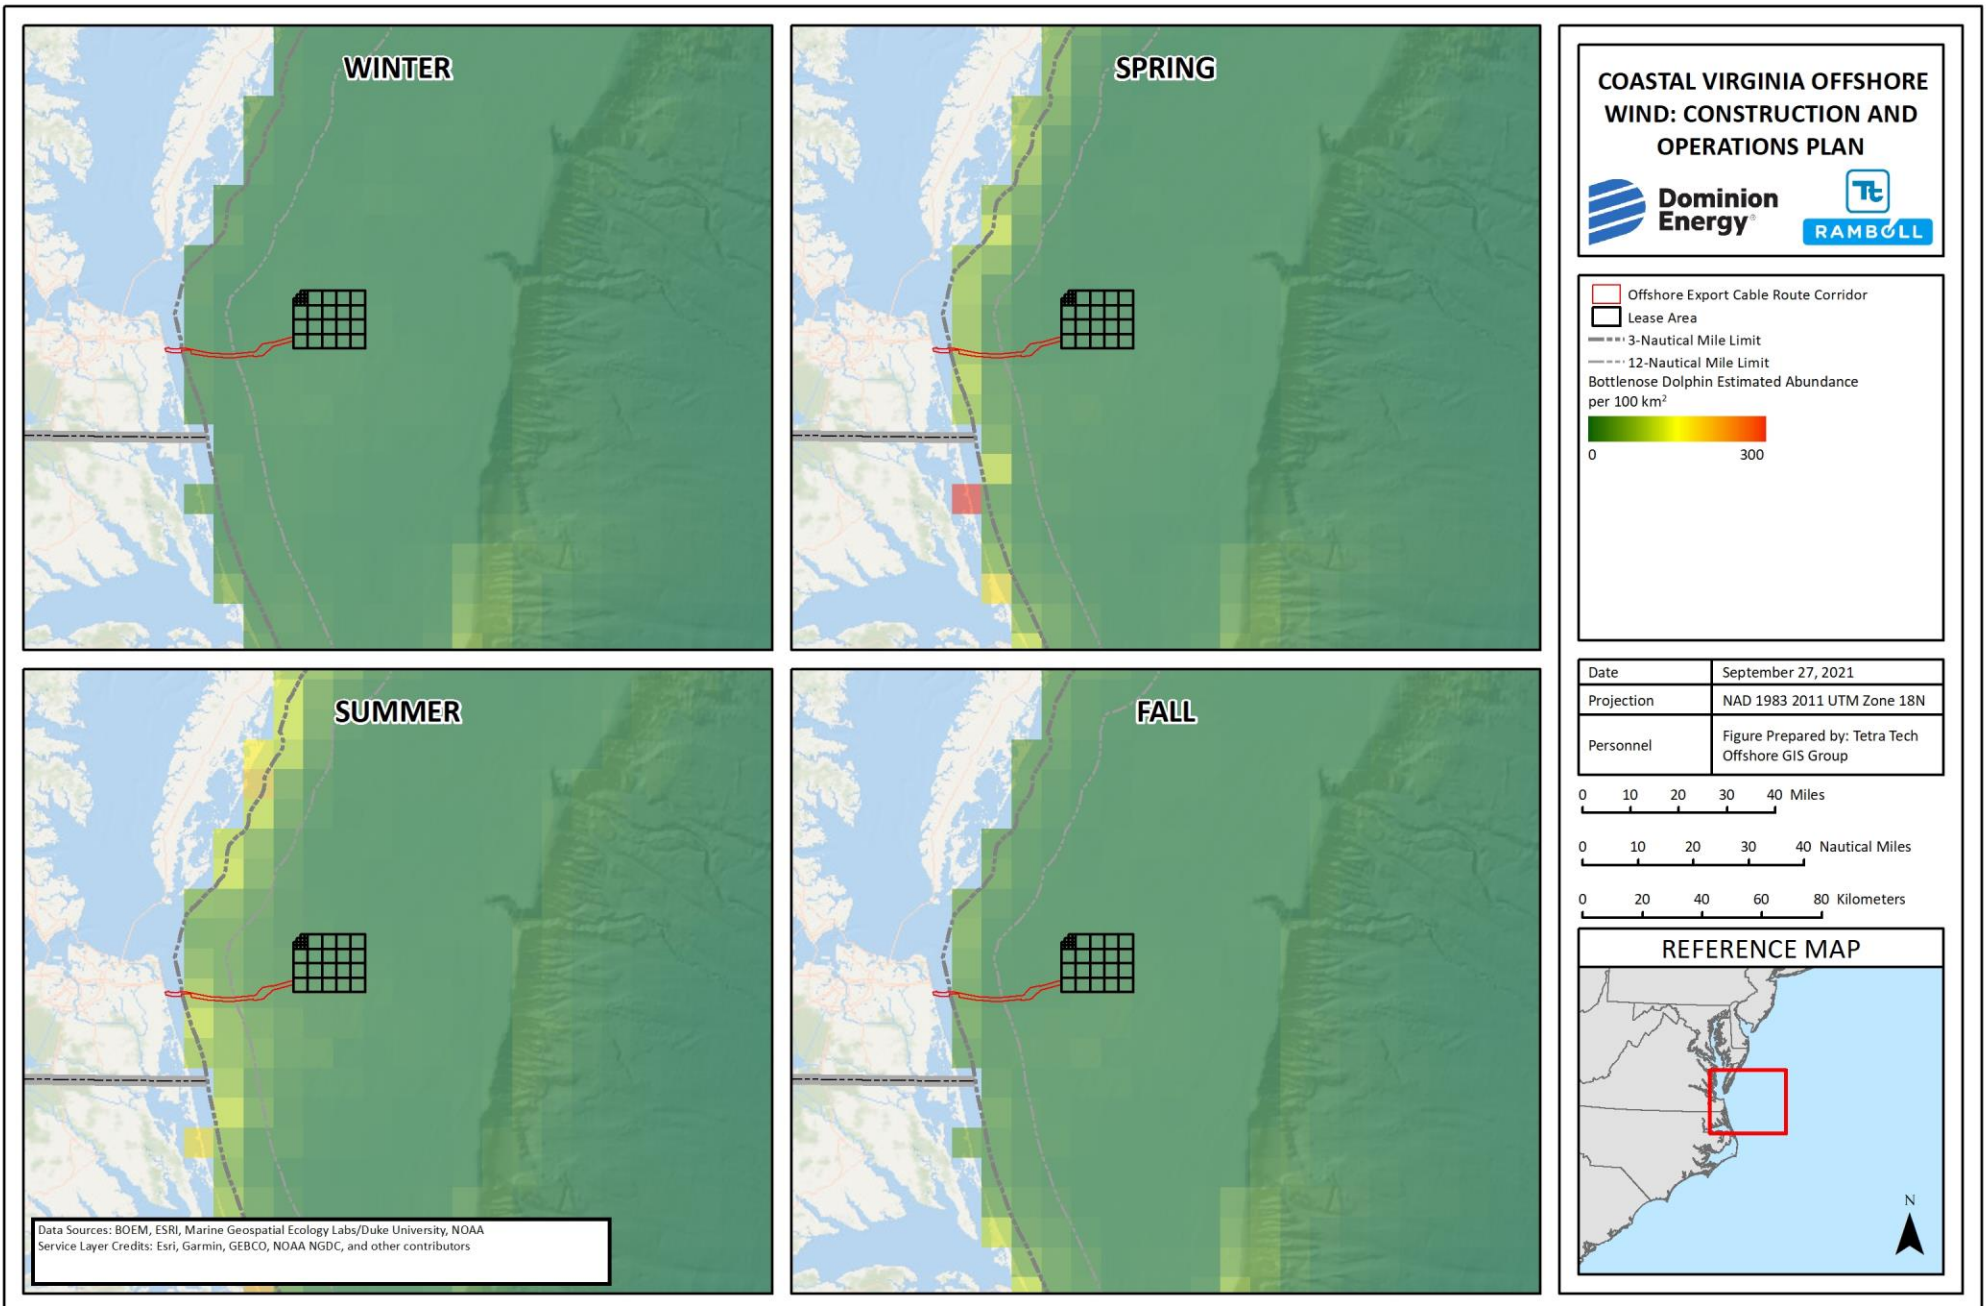 WINTER
SPRING
SUMMER
FALL
Data Sources: BOEM, ESRI, Marine Geospatial Ecology Labs/Duke University, NOAA
Service Layer Credits: Esri, Garmin, GEBCO, NOAA NGDC, and other contributors
COASTAL VIRGINIA OFFSHORE
WIND: CONSTRUCTION AND
OPERATIONS PLAN
Dominion
Energy®
Tt
RAMBOLL
Offshore Export Cable Route Corridor
Lease Area
3-Nautical Mile Limit
12-Nautical Mile Limit
Bottlenose Dolphin Estimated Abundance
per 100 km²
0 300
Date September 27, 2021
Projection NAD 1983 2011 UTM Zone 18N
Personnel Figure Prepared by: Tetra Tech
Offshore GIS Group
0 10 20 30 40 Miles
0 10 20 30 40 Nautical Miles
0 20 40 60 80 Kilometers
REFERENCE MAP
N